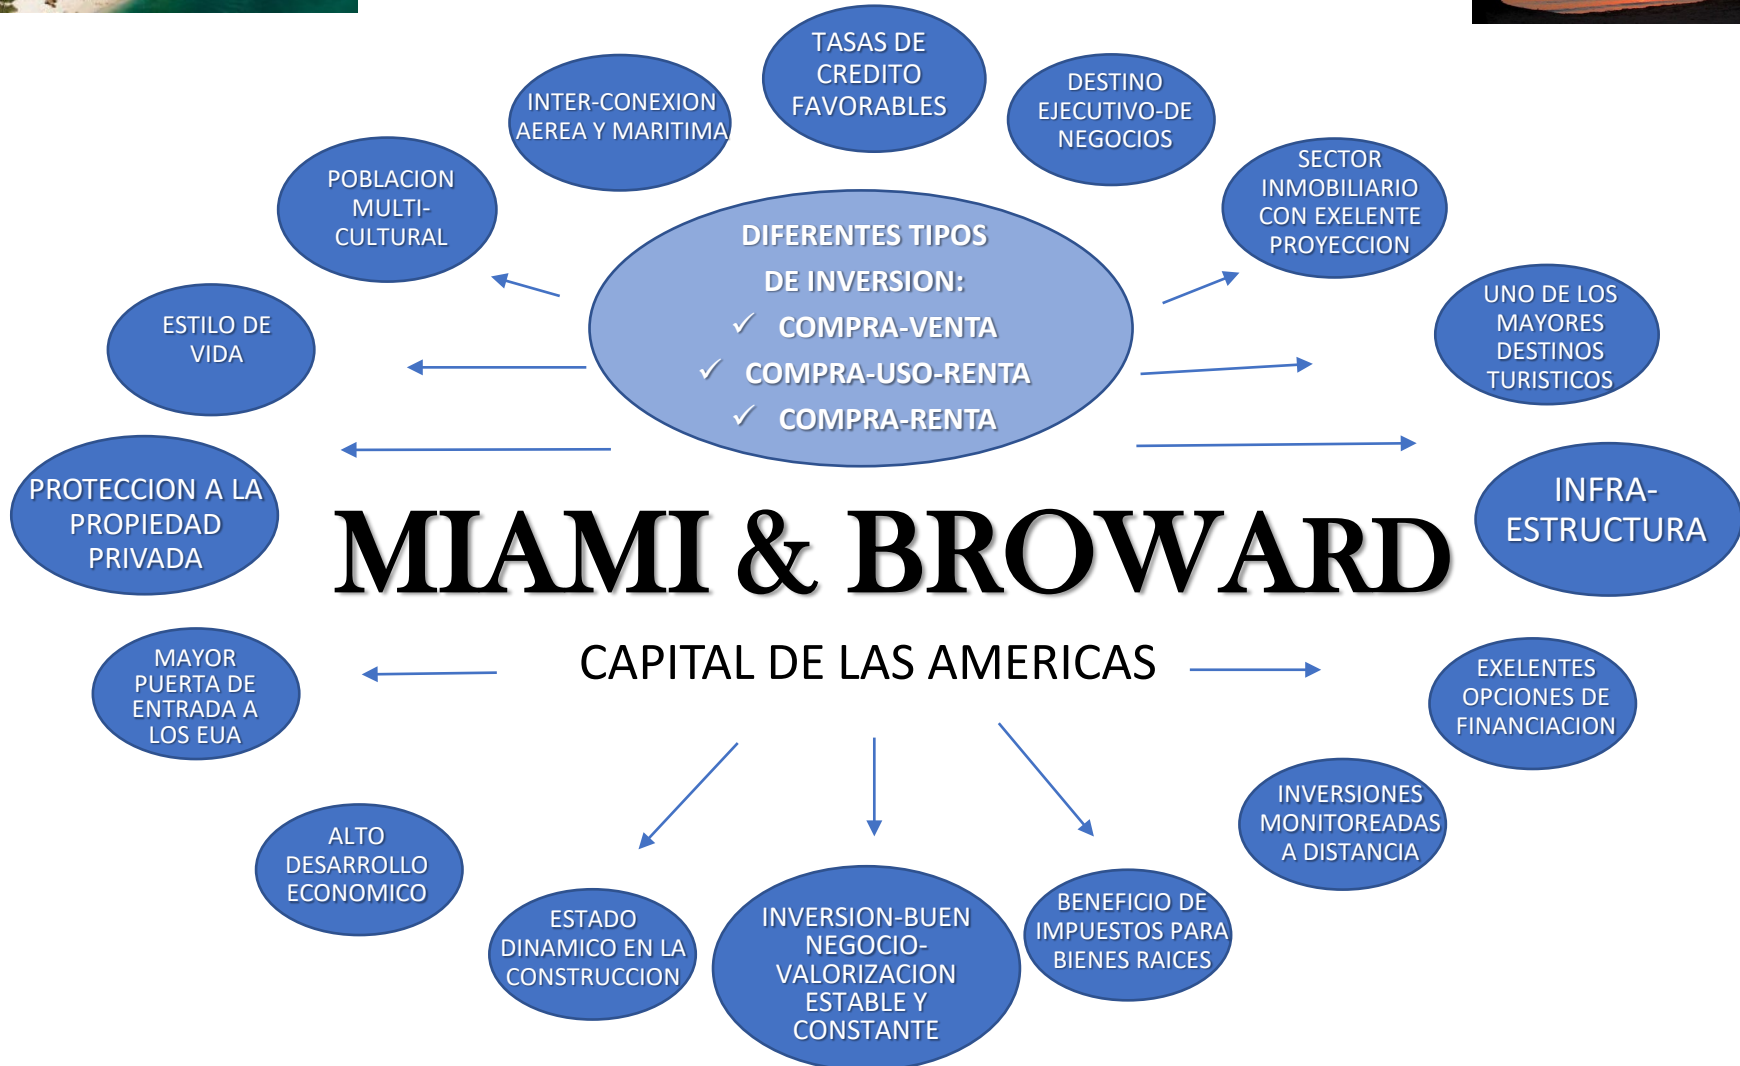 TASAS DE
CREDITO
FAVORABLES
INTER-CONEXION
AEREA Y MARITIMA
DESTINO
EJECUTIVO-DE
NEGOCIOS
POBLACION
MULTI-
CULTURAL
SECTOR
INMOBILIARIO
CON EXELENTE
PROYECCION
DIFERENTES TIPOS
DE INVERSION:
✓ COMPRA-VENTA
✓ COMPRA-USO-RENTA
✓ COMPRA-RENTA
ESTILO DE
VIDA
UNO DE LOS
MAYORES
DESTINOS
TURISTICOS
PROTECCION A LA
PROPIEDAD
PRIVADA
INFRA-
ESTRUCTURA
MIAMI & BROWARD
CAPITAL DE LAS AMERICAS
MAYOR
PUERTA DE
ENTRADA A
LOS EUA
EXELENTES
OPCIONES DE
FINANCIACION
INVERSIONES
MONITOREADAS
A DISTANCIA
ALTO
DESARROLLO
ECONOMICO
ESTADO
DINAMICO EN LA
CONSTRUCCION
INVERSION-BUEN
NEGOCIO-
VALORIZACION
ESTABLE Y
CONSTANTE
BENEFICIO DE
IMPUESTOS PARA
BIENES RAICES